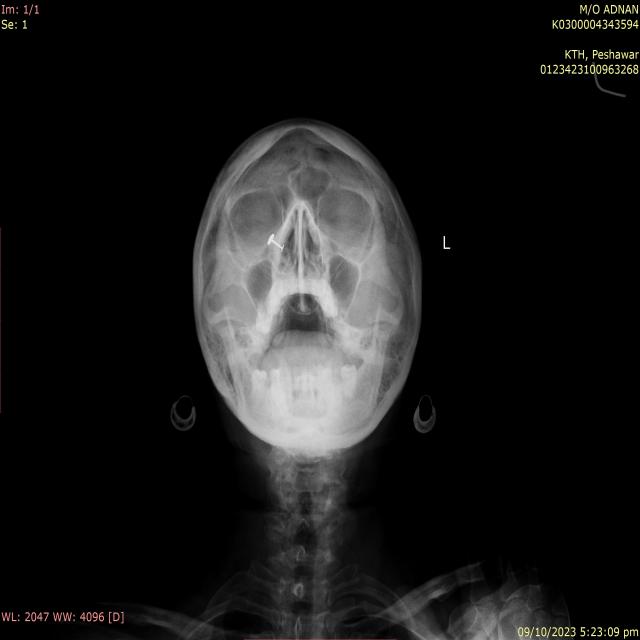 Im: 1/1
Se: 1
M/O ADNAN
K0300004343594
KTH, Peshawar
0123423100963268
L
WL: 2047 WW: 4096 [D]
09/10/2023 5:23:09 pm